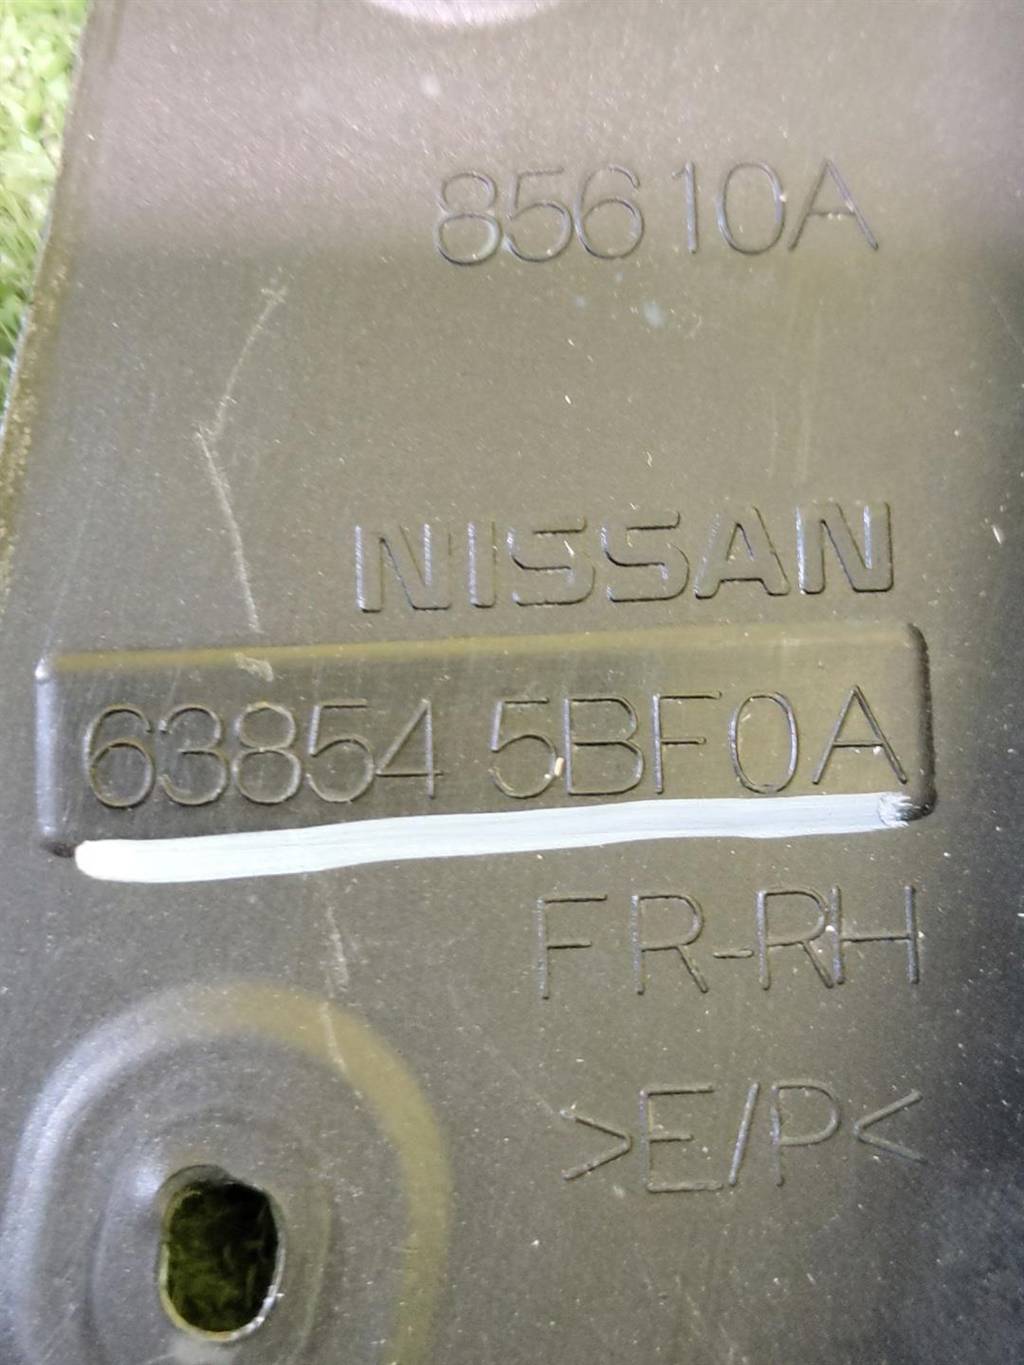 85610A
NISSAN
63854 5BF0A
FR-RH
>E/P<